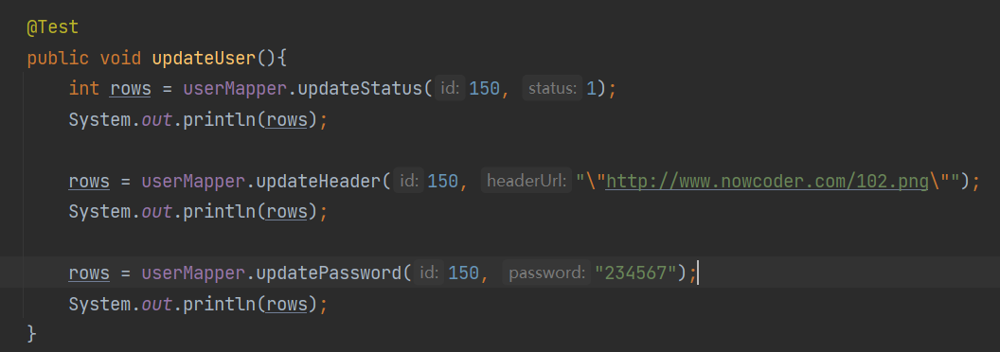 @Test
public void updateUser(){
int rows = userMapper.updateStatus( id: 150, status: 1);
System.out.println(rows);
rows = userMapper.updateHeader( id: 150, headerUrl: "\"http://www.nowcoder.com/102.png\"");
System.out.println(rows);
rows = userMapper.updatePassword( id: 150, password: "234567");
System.out.println(rows);
}